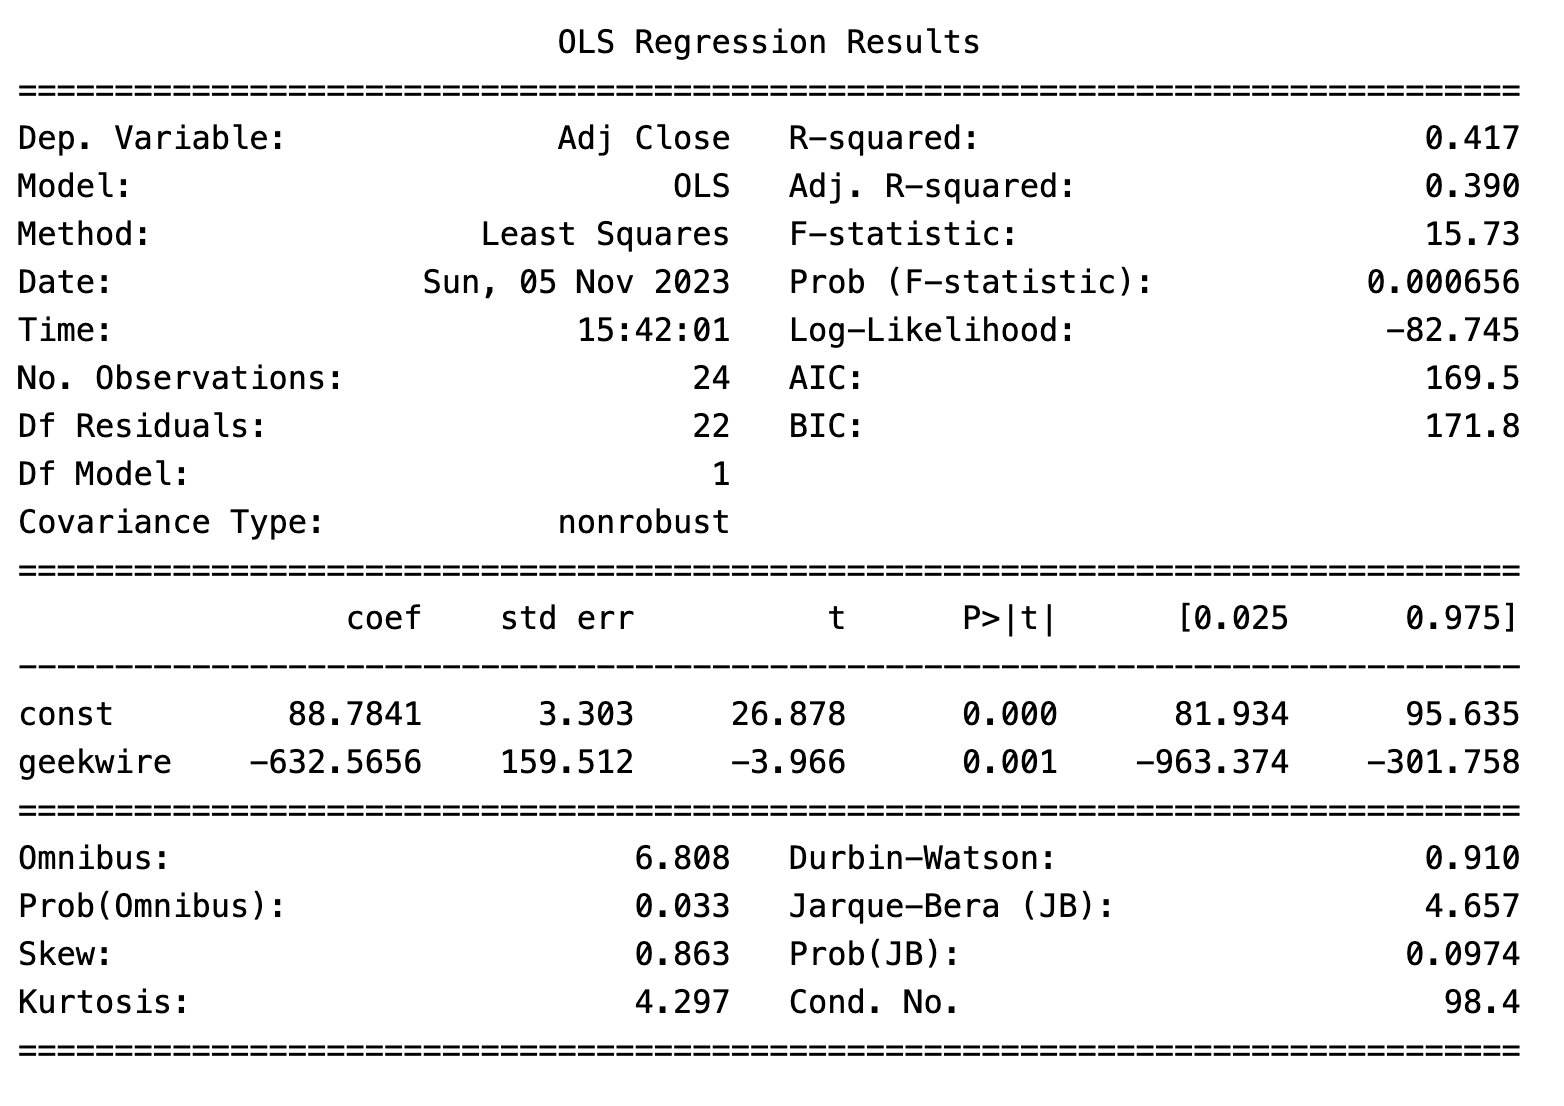 OLS Regression Results
==============================================================================
Dep. Variable:              Adj Close   R-squared:                       0.417
Model:                            OLS   Adj. R-squared:                  0.390
Method:                 Least Squares   F-statistic:                     15.73
Date:                Sun, 05 Nov 2023   Prob (F-statistic):           0.000656
Time:                        15:42:01   Log-Likelihood:                -82.745
No. Observations:                  24   AIC:                             169.5
Df Residuals:                      22   BIC:                             171.8
Df Model:                           1
Covariance Type:            nonrobust
==============================================================================
                 coef    std err          t      P>|t|      [0.025      0.975]
------------------------------------------------------------------------------
const         88.7841      3.303     26.878      0.000      81.934      95.635
geekwire    -632.5656    159.512     -3.966      0.001    -963.374    -301.758
==============================================================================
Omnibus:                        6.808   Durbin-Watson:                   0.910
Prob(Omnibus):                  0.033   Jarque-Bera (JB):                4.657
Skew:                           0.863   Prob(JB):                       0.0974
Kurtosis:                       4.297   Cond. No.                         98.4
==============================================================================